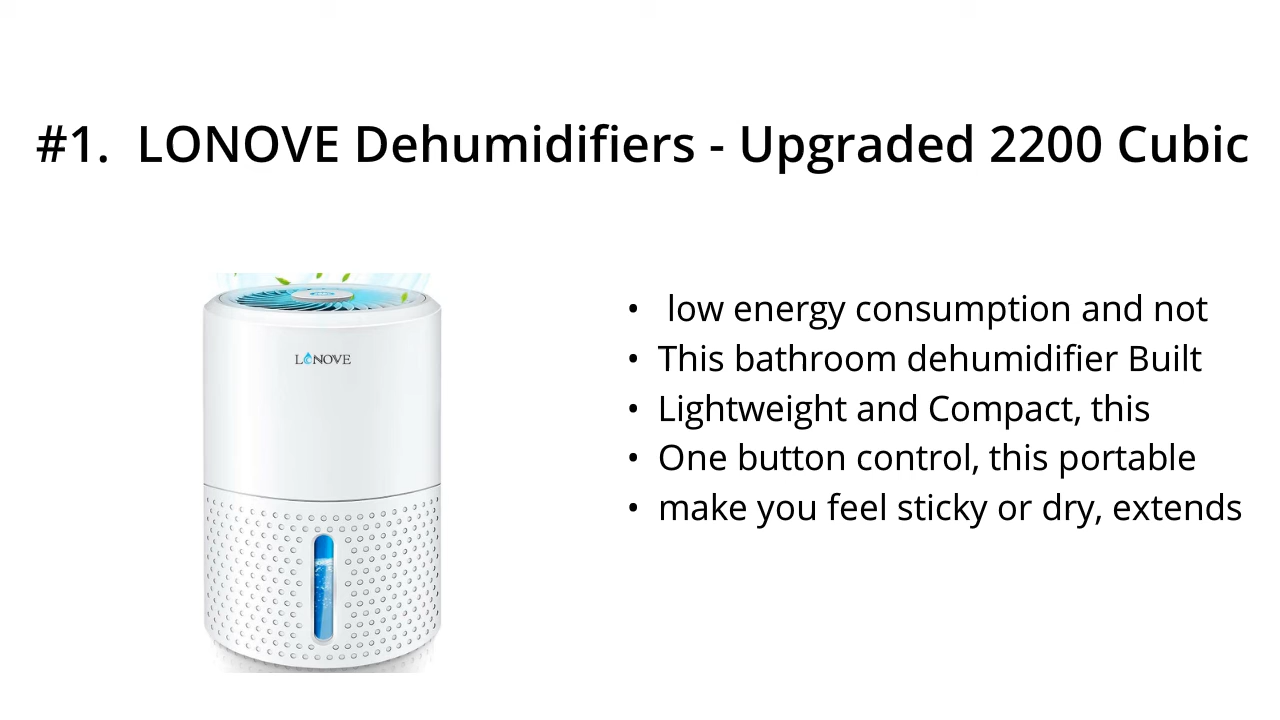 #1. LONOVE Dehumidifiers - Upgraded 2200 Cubic
LONOVE
• low energy consumption and not
• This bathroom dehumidifier Built
• Lightweight and Compact, this
• One button control, this portable
• make you feel sticky or dry, extends